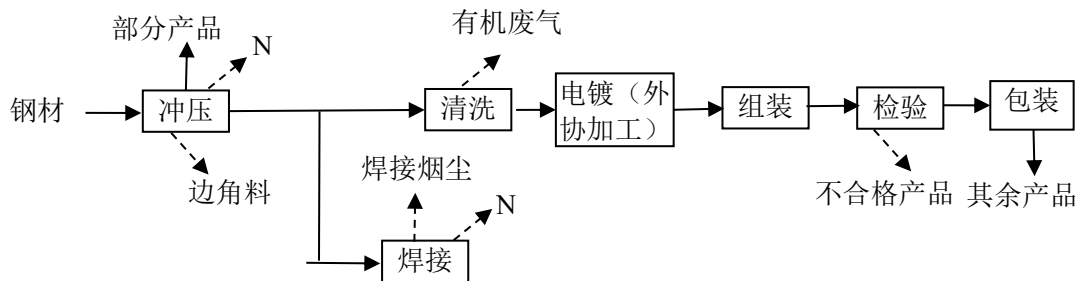 部分产品
N
有机废气
钢材
冲压
清洗
电镀（外
协加工）
组装
检验
包装
边角料
焊接烟尘
N
不合格产品
其余产品
焊接